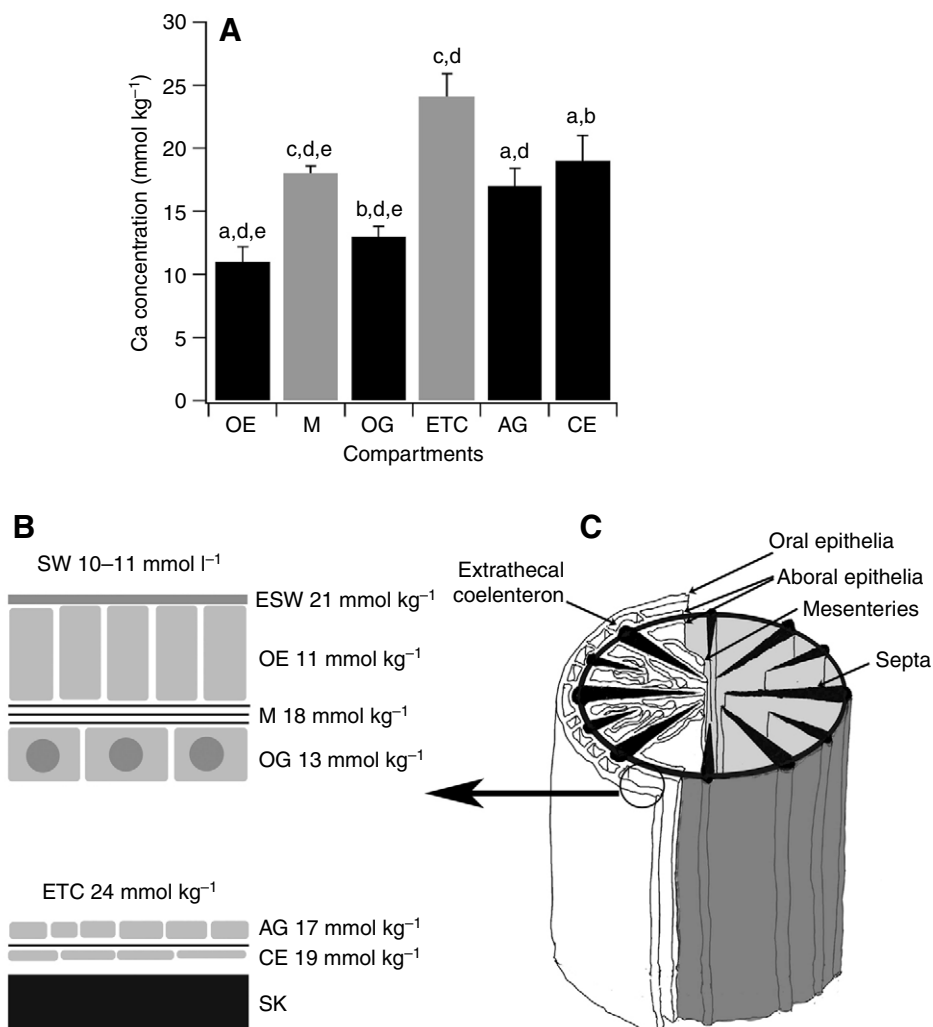 A
30
25
20
15
10
5
0
Ca concentration (mmol kg⁻¹)
a,d,e
c,d,e
b,d,e
c,d
a,d
a,b
OE M OG ETC AG CE
Compartments
B
SW 10–11 mmol l⁻¹
ESW 21 mmol kg⁻¹
OE 11 mmol kg⁻¹
M 18 mmol kg⁻¹
OG 13 mmol kg⁻¹
ETC 24 mmol kg⁻¹
AG 17 mmol kg⁻¹
CE 19 mmol kg⁻¹
SK
C
Oral epithelia
Extrathecal
coelenteron
Aboral epithelia
Mesenteries
Septa